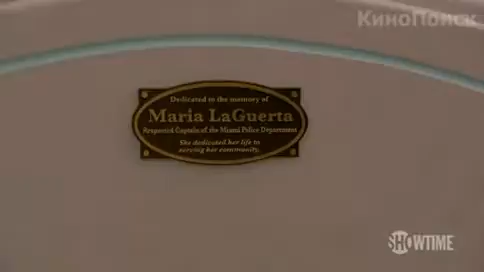 КиноПоиск
Dedicated to the memory of
Maria LaGuerta
Respected Captain of the Miami Police Department
She dedicated her life to
serving her community.
SHOWTIME